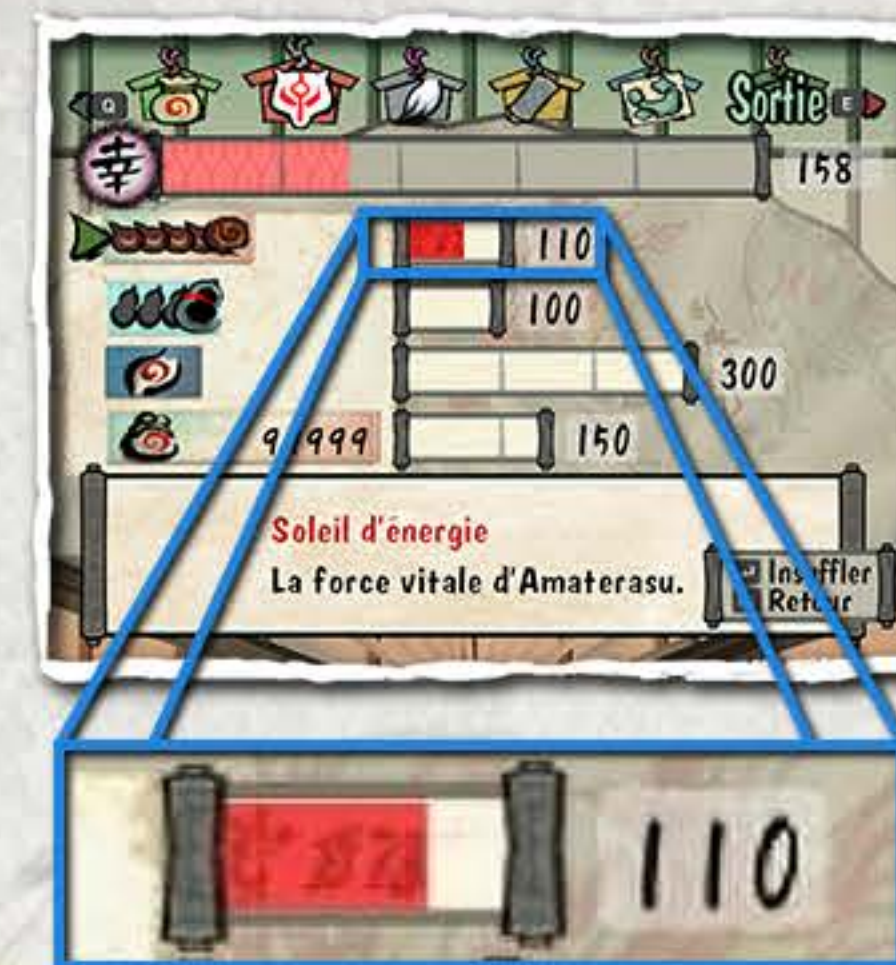 Q Sortie E
幸 158
110
100
300
150
Soleil d'énergie
La force vitale d'Amaterasu.
Insuffler
Retour
110